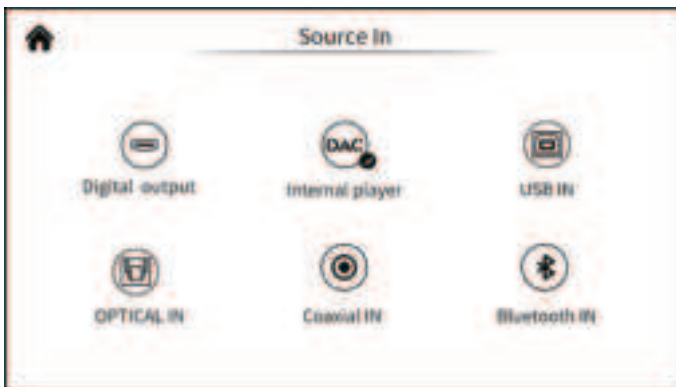 Source In
DAC
Digital output
Internal player
USB IN
OPTICAL IN
Coaxial IN
Bluetooth IN